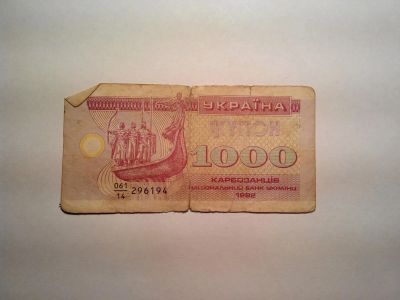 УКРАЇНА
КУПОН
1000
КАРБОВАНЦІВ
НАЦІОНАЛЬНИЙ БАНК УКРАЇНИ
1992
061/14 296194